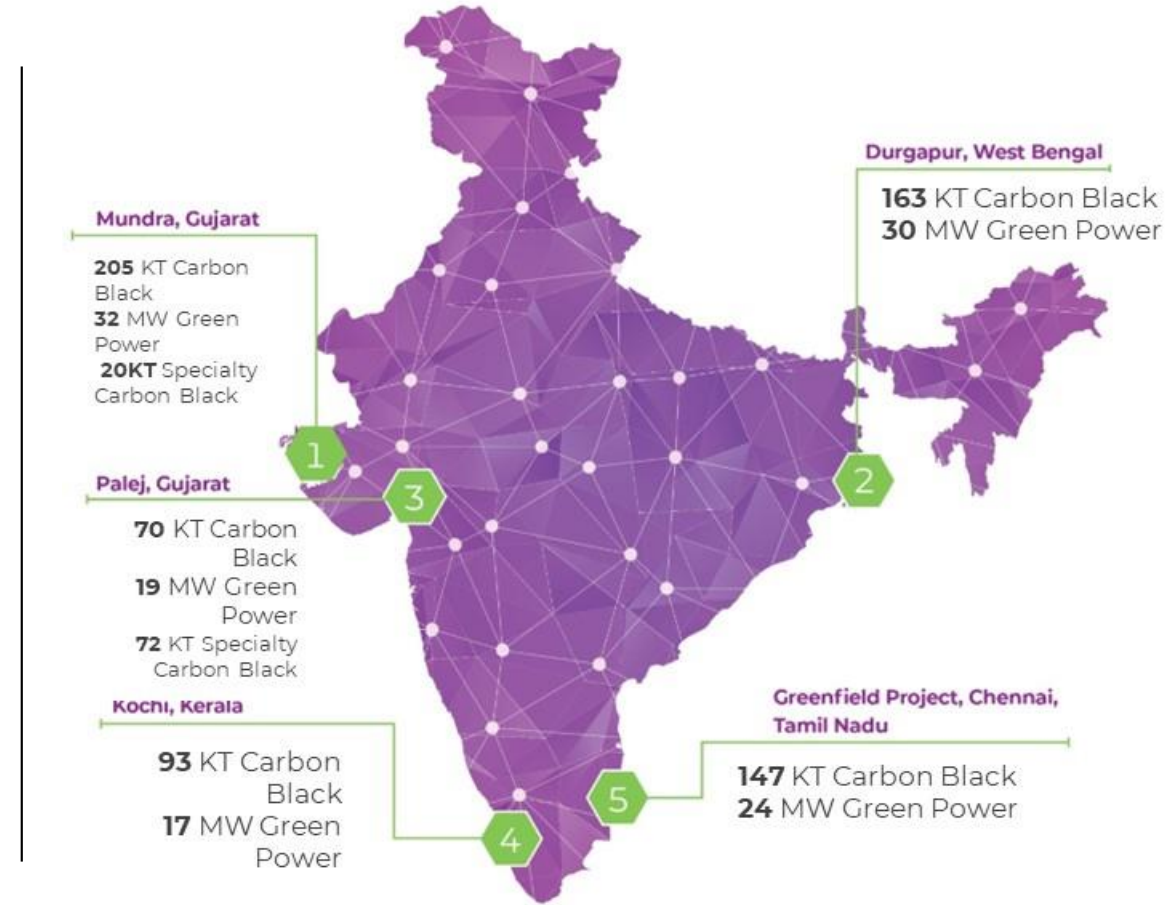 Durgapur, West Bengal
163 KT Carbon Black
30 MW Green Power
Mundra, Gujarat
205 KT Carbon
Black
32 MW Green
Power
20KT Specialty
Carbon Black
1
2
3
Palej, Gujarat
70 KT Carbon
Black
19 MW Green
Power
72 KT Specialty
Carbon Black
Kochi, Kerala
93 KT Carbon
Black
17 MW Green
Power
4
5
Greenfield Project, Chennai,
Tamil Nadu
147 KT Carbon Black
24 MW Green Power